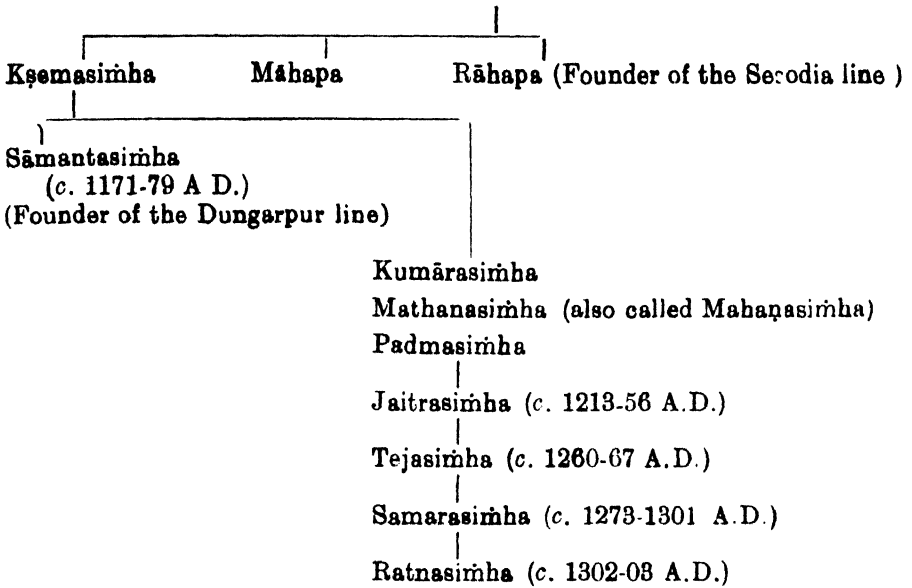 Kṣemasiṁha Māhapa Rāhapa (Founder of the Sesodia line )
Sāmantasiṁha
(c. 1171-79 A D.)
(Founder of the Dungarpur line)
Kumārasiṁha
Mathanasiṁha (also called Mahaṇasiṁha)
Padmasiṁha
Jaitrasiṁha (c. 1213-56 A.D.)
Tejasiṁha (c. 1260-67 A.D.)
Samarasiṁha (c. 1273-1301 A.D.)
Ratnasiṁha (c. 1302-03 A.D.)